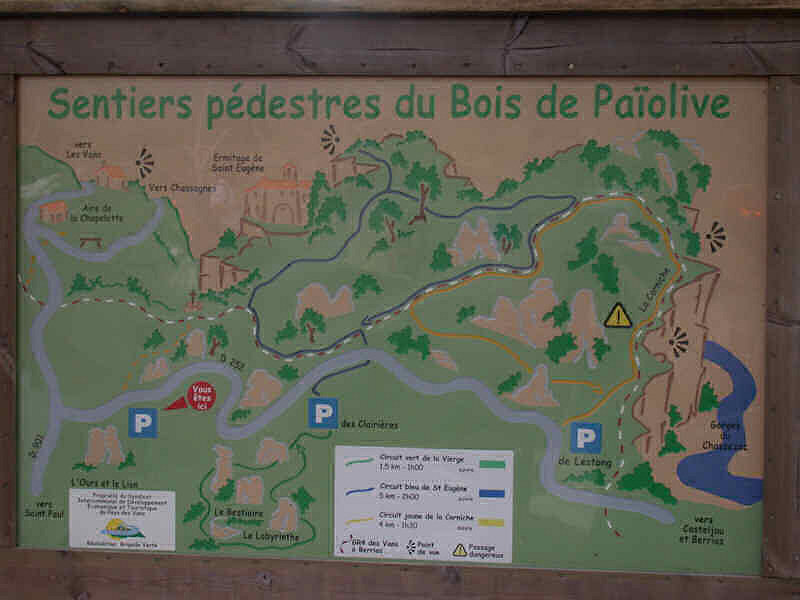 Sentiers pédestres du Bois de Païolive
vers
Les Vans
Vers Chassagnes
Aire de
la Chapelette
Ermitage de
Saint Eugène
La Corniche
D. 252
Vous
êtes
ici
P
P
des Clairières
P
de Lestang
Gorges
du
Chassezac
D. 901
L'Ours et le Lion
vers
Saint Paul
Le Bestiaire
Le Labyrinthe
vers
Casteljau
et Berrias
Propriété du Syndicat
Intercommunal de Développement
Economique et Touristique
du Pays des Vans
Réalisation: Brigade Verte
Circuit vert de la Vierge
1.5 km - 1h00
Circuit bleu de St Eugène
5 km - 2h00
Circuit jaune de la Corniche
4 km - 1h30
GR4 des Vans
à Berrias
Point
de vue
!
Passage
dangereux
!